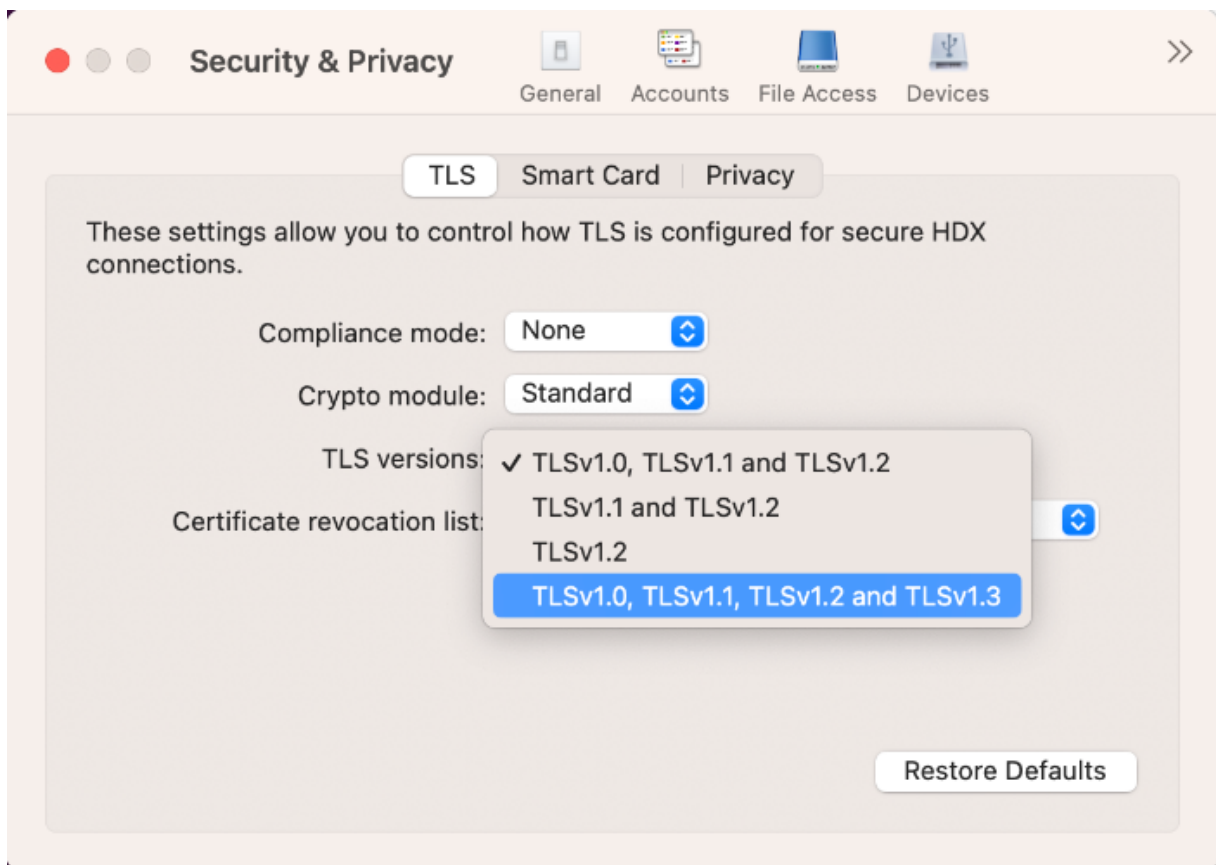 Security & Privacy
General
Accounts
File Access
Devices
TLS
Smart Card
Privacy
These settings allow you to control how TLS is configured for secure HDX
connections.
Compliance mode: None
Crypto module: Standard
TLS versions: ✓ TLSv1.0, TLSv1.1 and TLSv1.2
TLSv1.1 and TLSv1.2
Certificate revocation list:
TLSv1.2
TLSv1.0, TLSv1.1, TLSv1.2 and TLSv1.3
Restore Defaults